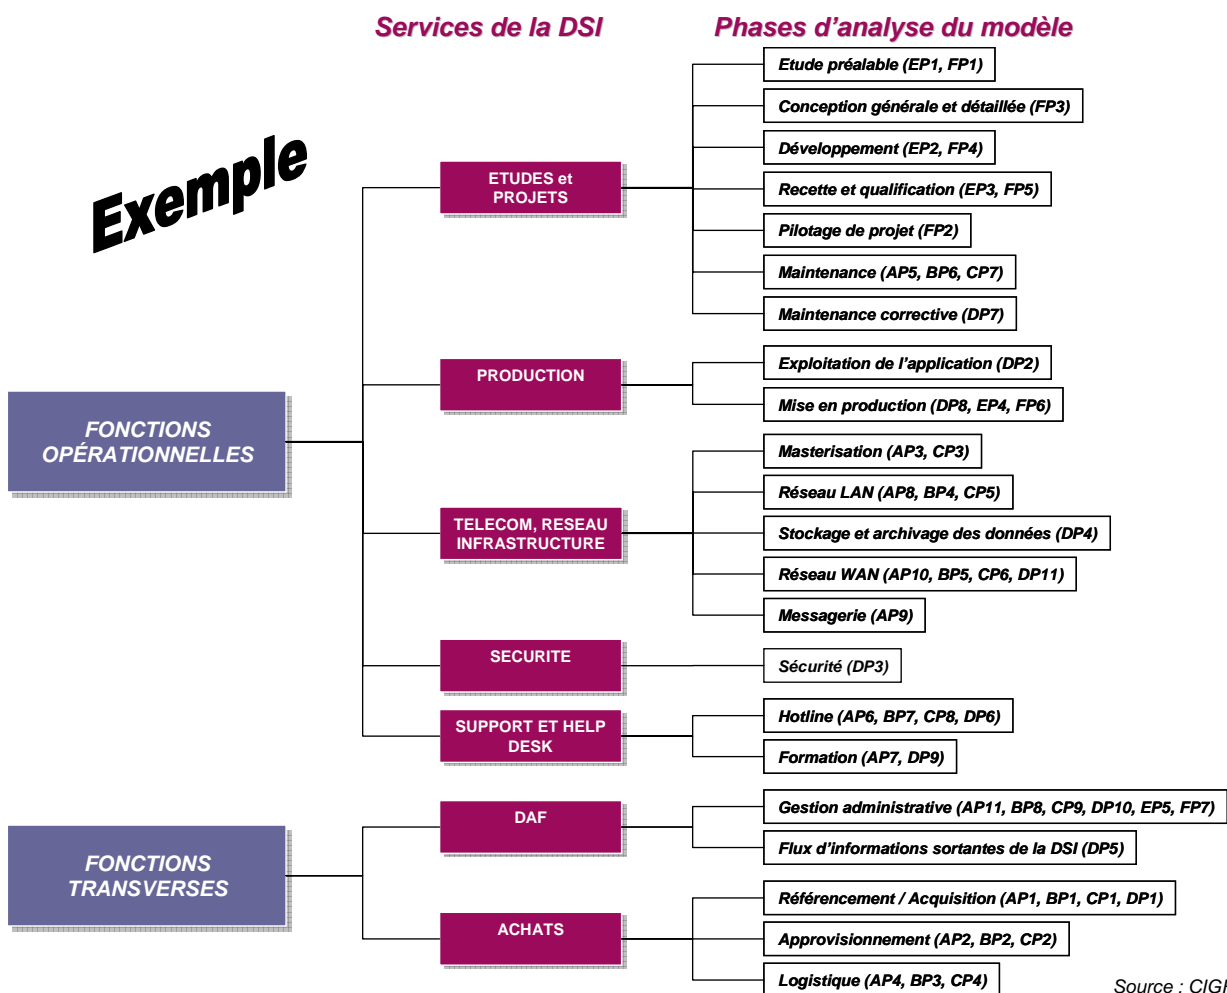 Services de la DSI
Phases d'analyse du modèle
Exemple
FONCTIONS
OPÉRATIONNELLES
ETUDES et
PROJETS
Etude préalable (EP1, FP1)
Conception générale et détaillée (FP3)
Développement (EP2, FP4)
Recette et qualification (EP3, FP5)
Pilotage de projet (FP2)
Maintenance (AP5, BP6, CP7)
Maintenance corrective (DP7)
PRODUCTION
Exploitation de l'application (DP2)
Mise en production (DP8, EP4, FP6)
TELECOM, RESEAU
INFRASTRUCTURE
Masterisation (AP3, CP3)
Réseau LAN (AP8, BP4, CP5)
Stockage et archivage des données (DP4)
Réseau WAN (AP10, BP5, CP6, DP11)
Messagerie (AP9)
SECURITE
Sécurité (DP3)
SUPPORT ET HELP
DESK
Hotline (AP6, BP7, CP8, DP6)
Formation (AP7, DP9)
FONCTIONS
TRANSVERSES
DAF
Gestion administrative (AP11, BP8, CP9, DP10, EP5, FP7)
Flux d'informations sortantes de la DSI (DP5)
ACHATS
Référencement / Acquisition (AP1, BP1, CP1, DP1)
Approvisionnement (AP2, BP2, CP2)
Logistique (AP4, BP3, CP4)
Source : CIGI